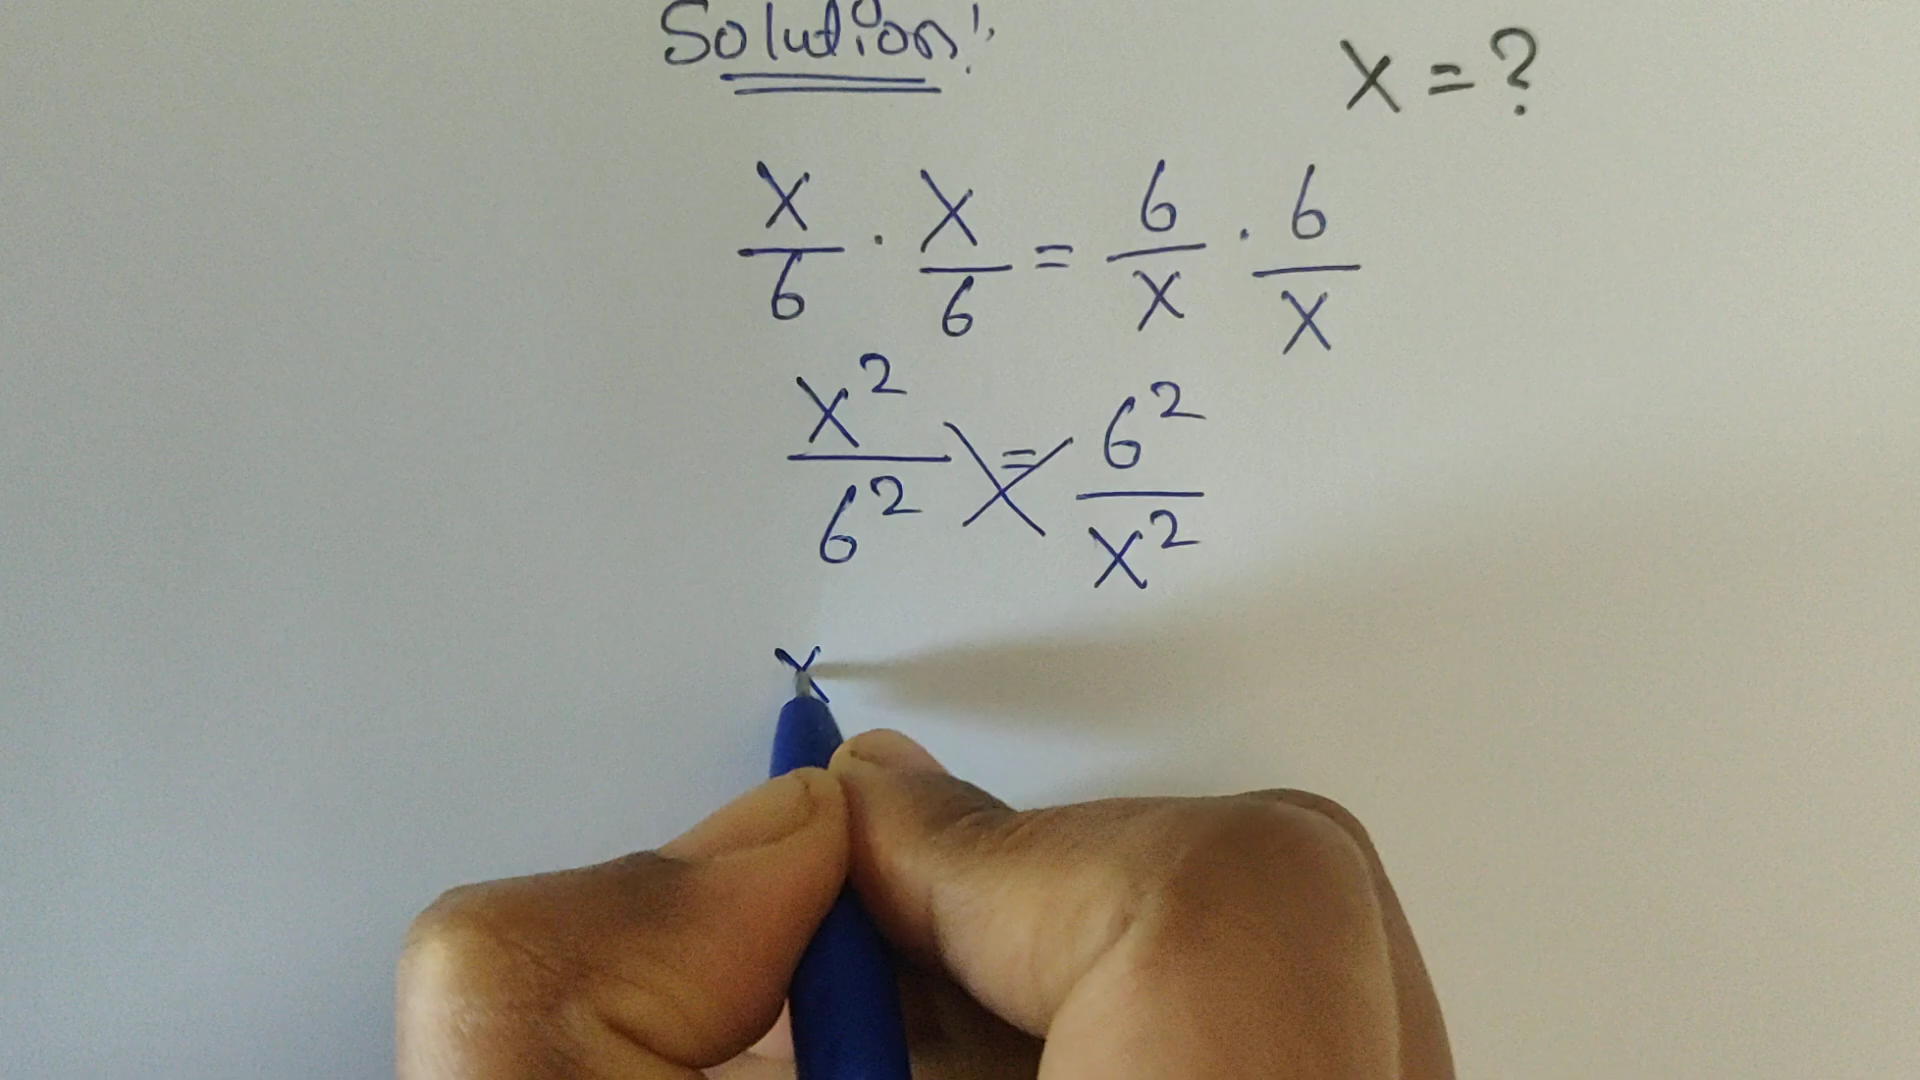 Solution!
x = ?
x/6 · x/6 = 6/x · 6/x
x²/6² = 6²/x²
x